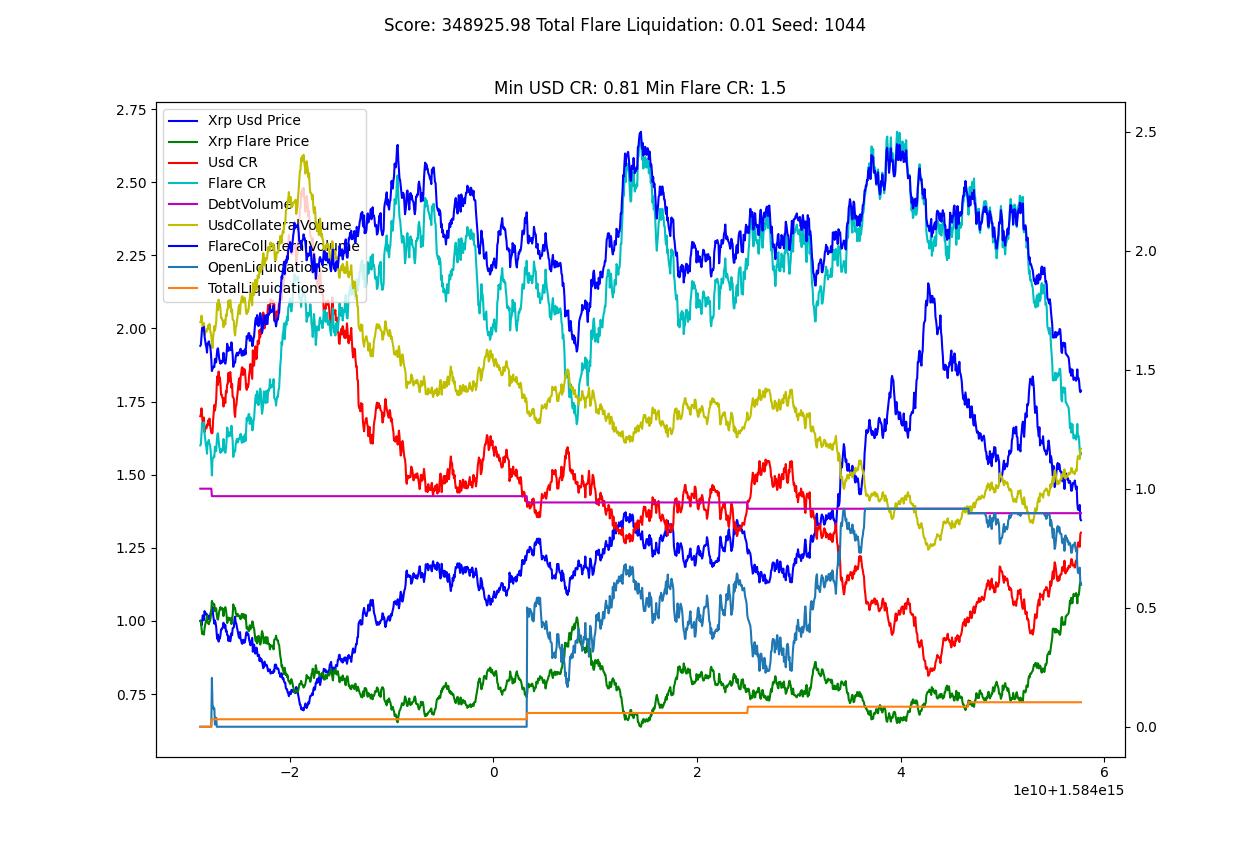 Score: 348925.98 Total Flare Liquidation: 0.01 Seed: 1044
Min USD CR: 0.81 Min Flare CR: 1.5
Xrp Usd Price
Xrp Flare Price
Usd CR
Flare CR
DebtVolume
UsdCollateralVolume
FlareCollateralVolume
OpenLiquidations
TotalLiquidations
2.75
2.50
2.25
2.00
1.75
1.50
1.25
1.00
0.75
2.5
2.0
1.5
1.0
0.5
0.0
−2
0
2
4
6
1e10+1.584e15